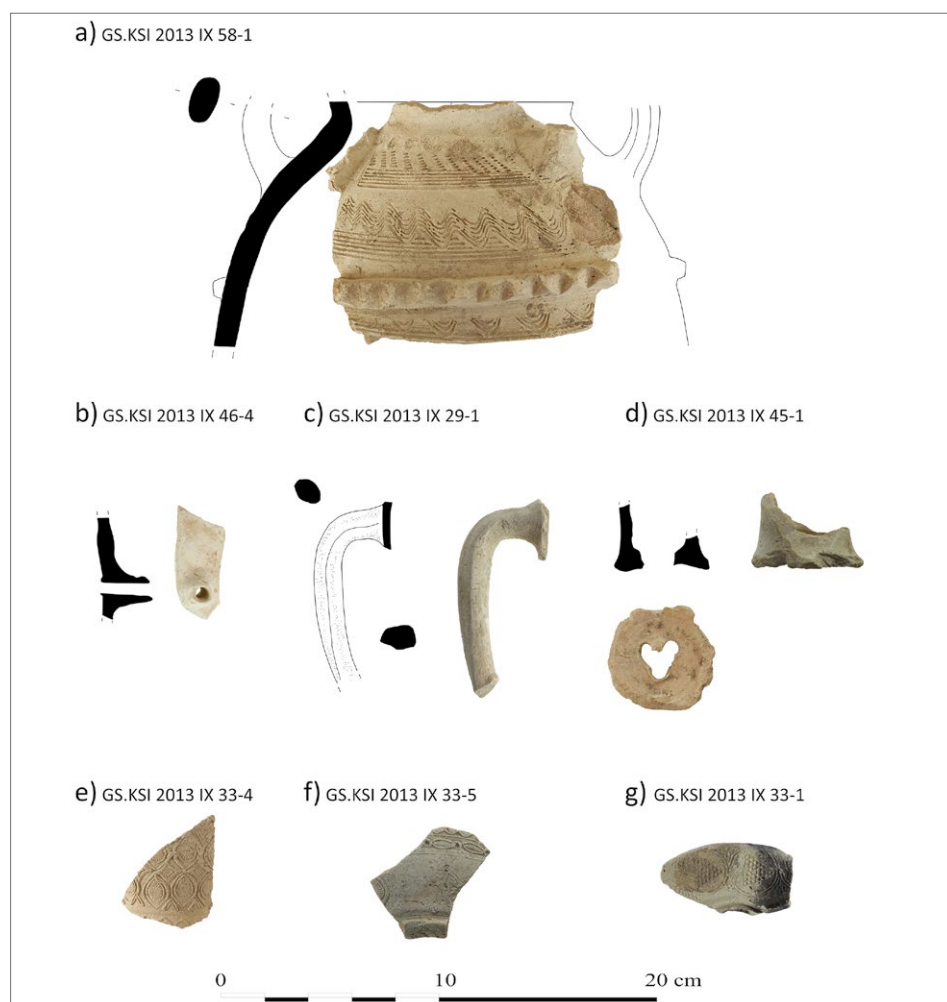 a) GS.KSI 2013 IX 58-1
b) GS.KSI 2013 IX 46-4
c) GS.KSI 2013 IX 29-1
d) GS.KSI 2013 IX 45-1
e) GS.KSI 2013 IX 33-4
f) GS.KSI 2013 IX 33-5
g) GS.KSI 2013 IX 33-1
0 10 20 cm